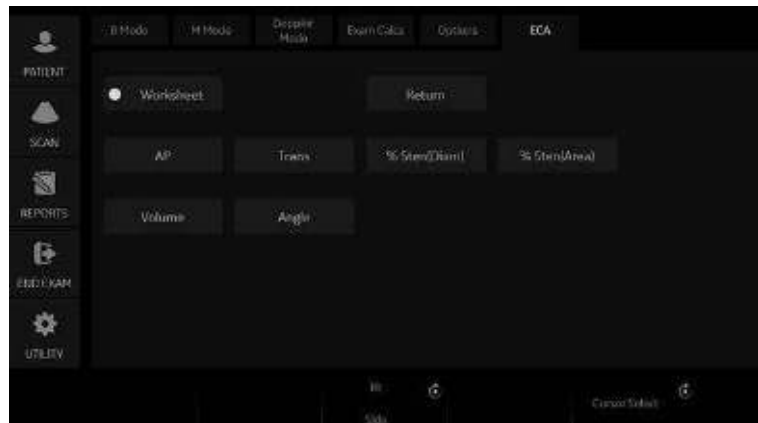 B Mode
M Mode
Doppler
Mode
Exam Calcs
Options
ECA
PATIENT
Worksheet
Return
SCAN
AP
Trans
% Sten(Diam)
% Sten(Area)
REPORTS
Volume
Angle
END EXAM
UTILITY
Cursor Select
Side